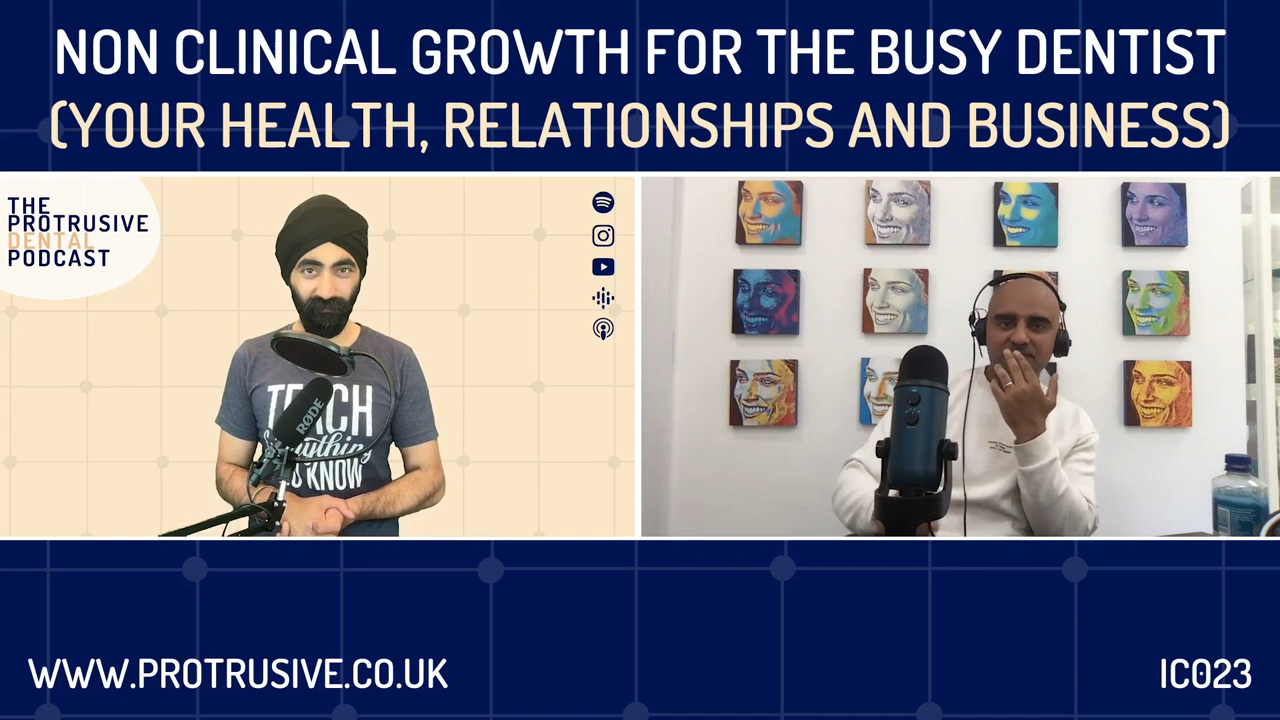 NON CLINICAL GROWTH FOR THE BUSY DENTIST
(YOUR HEALTH, RELATIONSHIPS AND BUSINESS)
THE
PROTRUSIVE
DENTAL
PODCAST
RØDE
KNOW
WWW.PROTRUSIVE.CO.UK
IC023